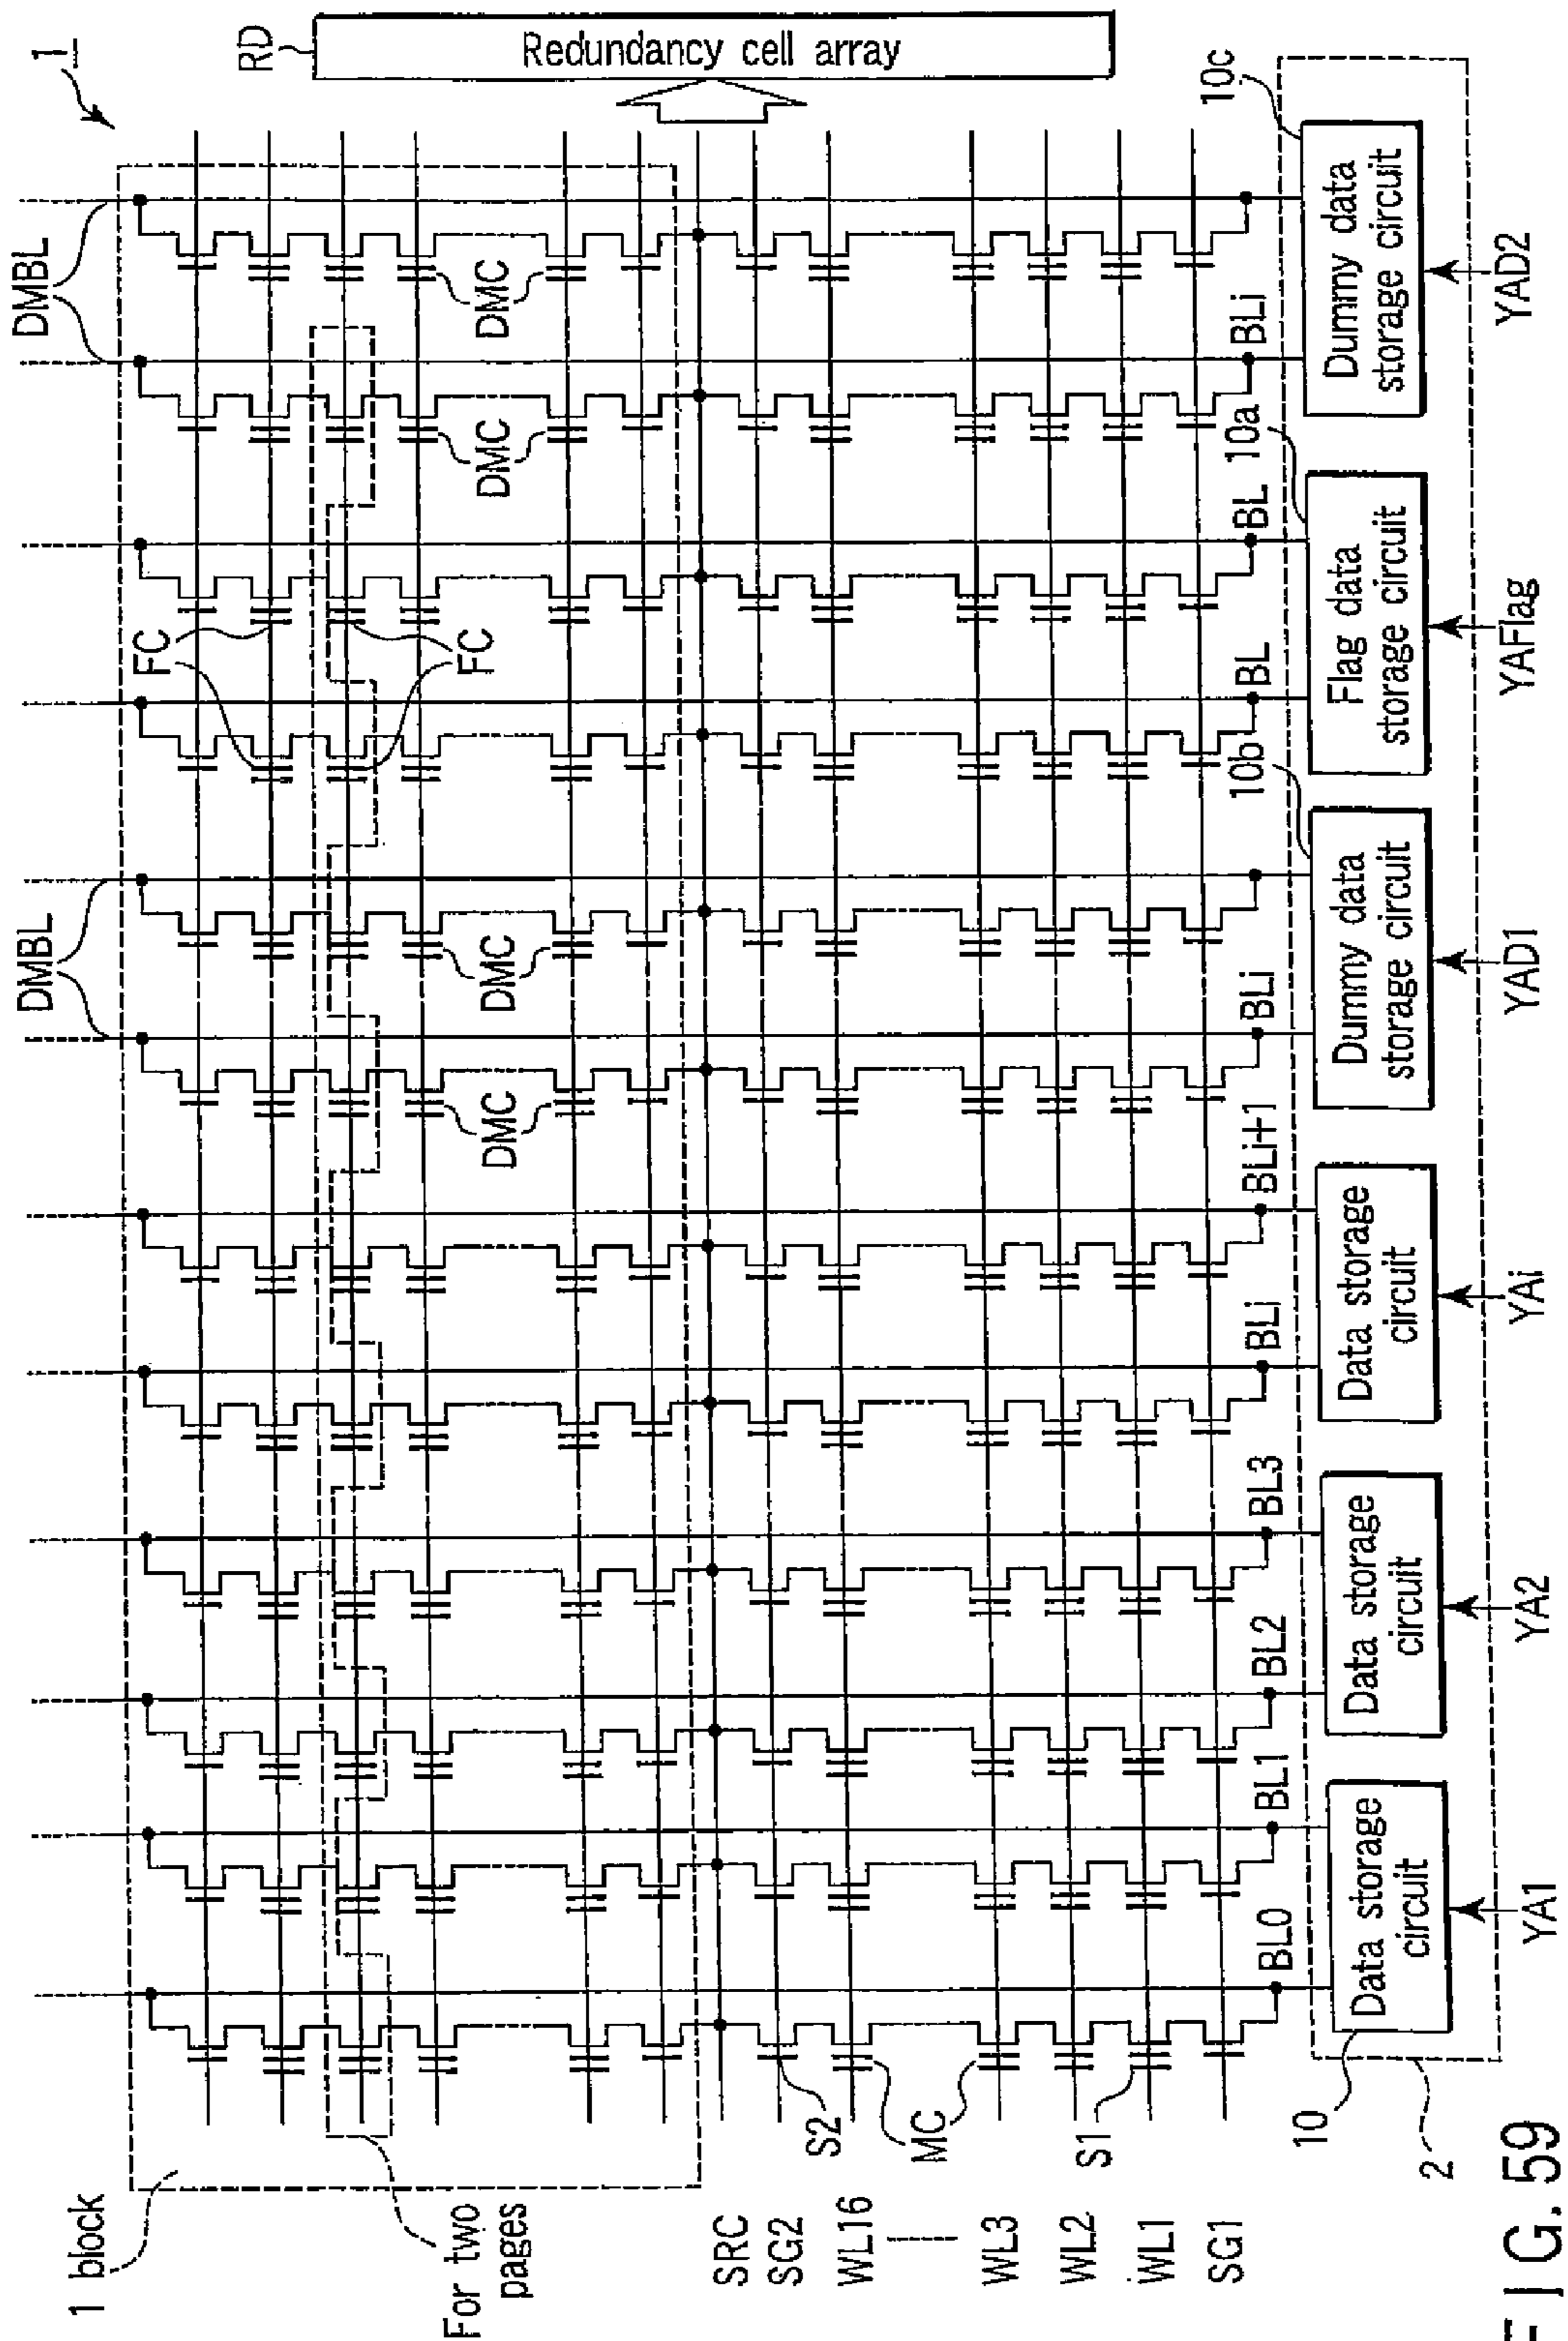 1
RD
Redundancy cell array
DMBL
DMBL
1 block
FC
FC
For two pages
DMC
DMC
DMC
DMC
SRC
SG2
WL16
WL3
WL2
WL1
SG1
S2
MC
S1
BL0
BL1
BL2
BL3
BLi
BLi+1
BLi
BL
BL
BLi
10
10b
10a
10c
2
Data storage circuit
Data storage circuit
Data storage circuit
Dummy data storage circuit
Flag data storage circuit
Dummy data storage circuit
YA1
YA2
YAi
YAD1
YAFlag
YAD2
FIG. 59